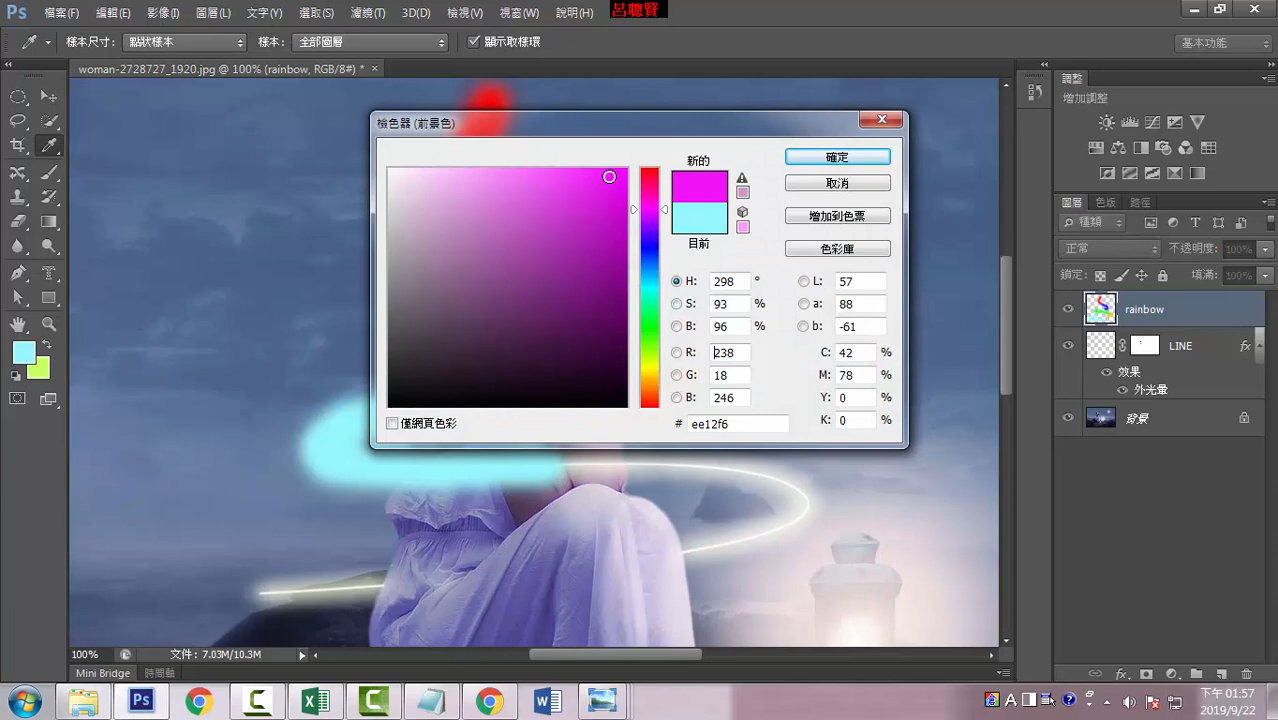 Ps 檔案(F) 編輯(E) 影像(I) 圖層(L) 文字(Y) 選取(S) 濾鏡(T) 3D(D) 檢視(V) 視窗(W) 說明(H) 呂聰賢
樣本尺寸: 點狀樣本 樣本: 全部圖層 顯示取樣環 基本功能
woman-2728727_1920.jpg @ 100% (rainbow, RGB/8#) *
檢色器 (前景色)
新的
目前
確定
取消
增加到色票
色彩庫
H: 298 °
S: 93 %
B: 96 %
R: 238
G: 18
B: 246
L: 57
a: 88
b: -61
C: 42 %
M: 78 %
Y: 0 %
K: 0 %
# ee12f6
僅網頁色彩
調整
增加調整
圖層 色版 路徑
種類
正常 不透明度: 100%
鎖定: 填滿: 100%
rainbow
LINE fx
效果
外光暈
背景
100% 文件: 7.03M/10.3M
Mini Bridge 時間軸
fx
Ps
A
下午 01:57
2019/9/22